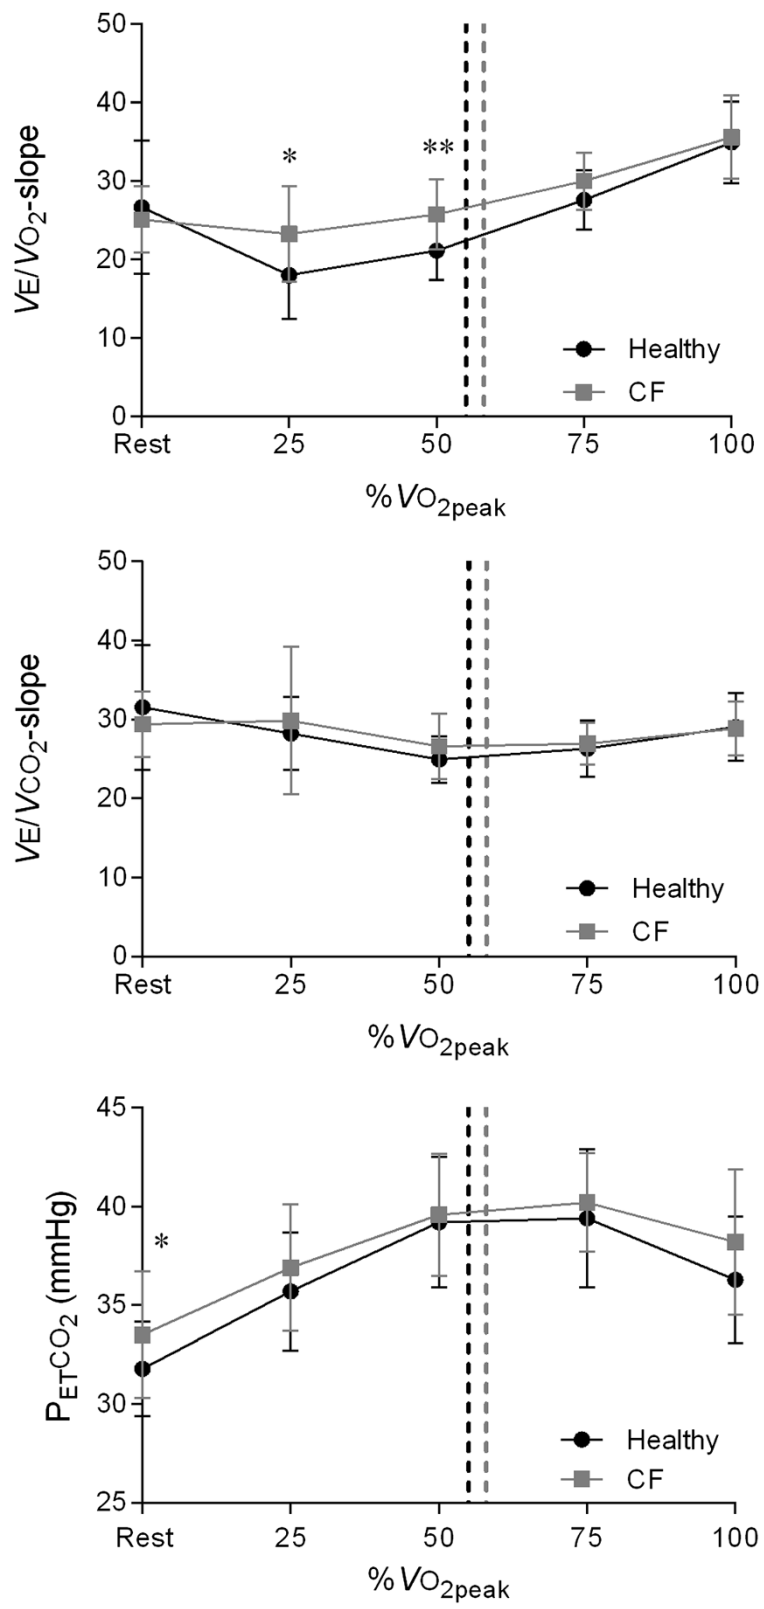 50
40
30
20
10
0
VE/VO2-slope
*
**
Healthy
CF
Rest 25 50 75 100
%VO2peak
50
40
30
20
10
0
VE/VCO2-slope
Healthy
CF
Rest 25 50 75 100
%VO2peak
45
40
35
30
25
PETCO2 (mmHg)
*
Healthy
CF
Rest 25 50 75 100
%VO2peak